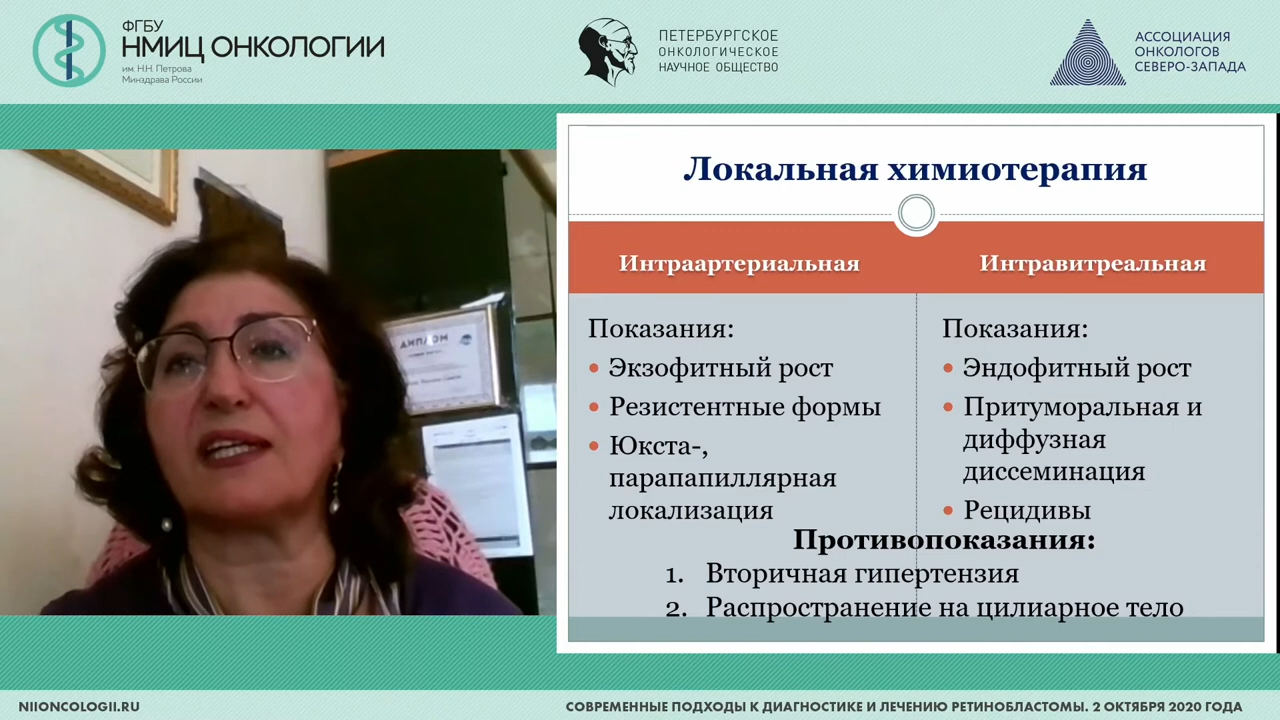 ФГБУ
НМИЦ ОНКОЛОГИИ
им. Н.Н. Петрова
Минздрава России
ПЕТЕРБУРГСКОЕ
ОНКОЛОГИЧЕСКОЕ
НАУЧНОЕ ОБЩЕСТВО
АССОЦИАЦИЯ
ОНКОЛОГОВ
СЕВЕРО-ЗАПАДА
ДИПЛОМ
Локальная химиотерапия
Интраартериальная
Показания:
• Экзофитный рост
• Резистентные формы
• Юкста-,
парапапиллярная
локализация
Интравитреальная
Показания:
• Эндофитный рост
• Притуморальная и
диффузная
диссеминация
• Рецидивы
Противопоказания:
1. Вторичная гипертензия
2. Распространение на цилиарное тело
NIIONCOLOGII.RU
СОВРЕМЕННЫЕ ПОДХОДЫ К ДИАГНОСТИКЕ И ЛЕЧЕНИЮ РЕТИНОБЛАСТОМЫ. 2 ОКТЯБРЯ 2020 ГОДА